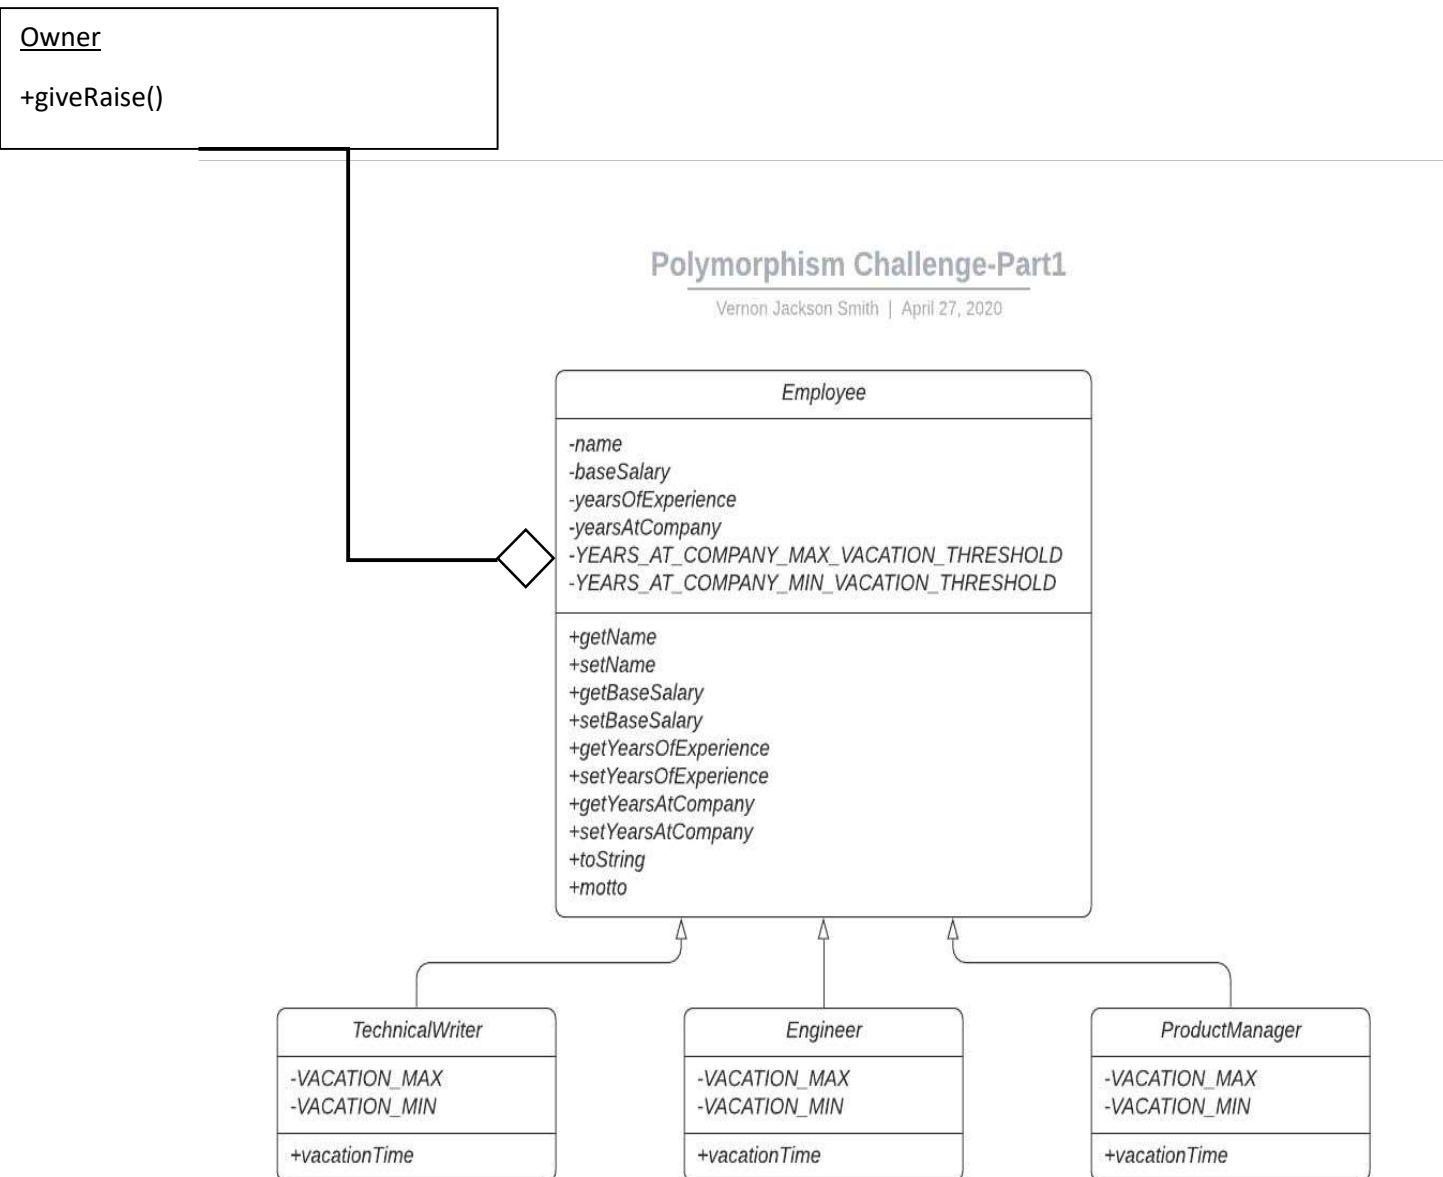 Owner
+giveRaise()
Polymorphism Challenge-Part1
Vernon Jackson Smith | April 27, 2020
Employee
-name
-baseSalary
-yearsOfExperience
-yearsAtCompany
-YEARS_AT_COMPANY_MAX_VACATION_THRESHOLD
-YEARS_AT_COMPANY_MIN_VACATION_THRESHOLD
+getName
+setName
+getBaseSalary
+setBaseSalary
+getYearsOfExperience
+setYearsOfExperience
+getYearsAtCompany
+setYearsAtCompany
+toString
+motto
TechnicalWriter
-VACATION_MAX
-VACATION_MIN
+vacationTime
Engineer
-VACATION_MAX
-VACATION_MIN
+vacationTime
ProductManager
-VACATION_MAX
-VACATION_MIN
+vacationTime